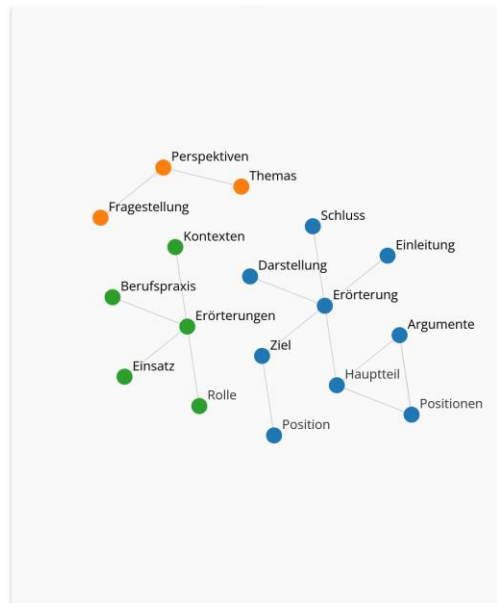 Perspektiven
Themas
Fragestellung
Schluss
Kontexten
Einleitung
Darstellung
Berufspraxis
Erörterung
Erörterungen
Argumente
Ziel
Einsatz
Hauptteil
Rolle
Positionen
Position